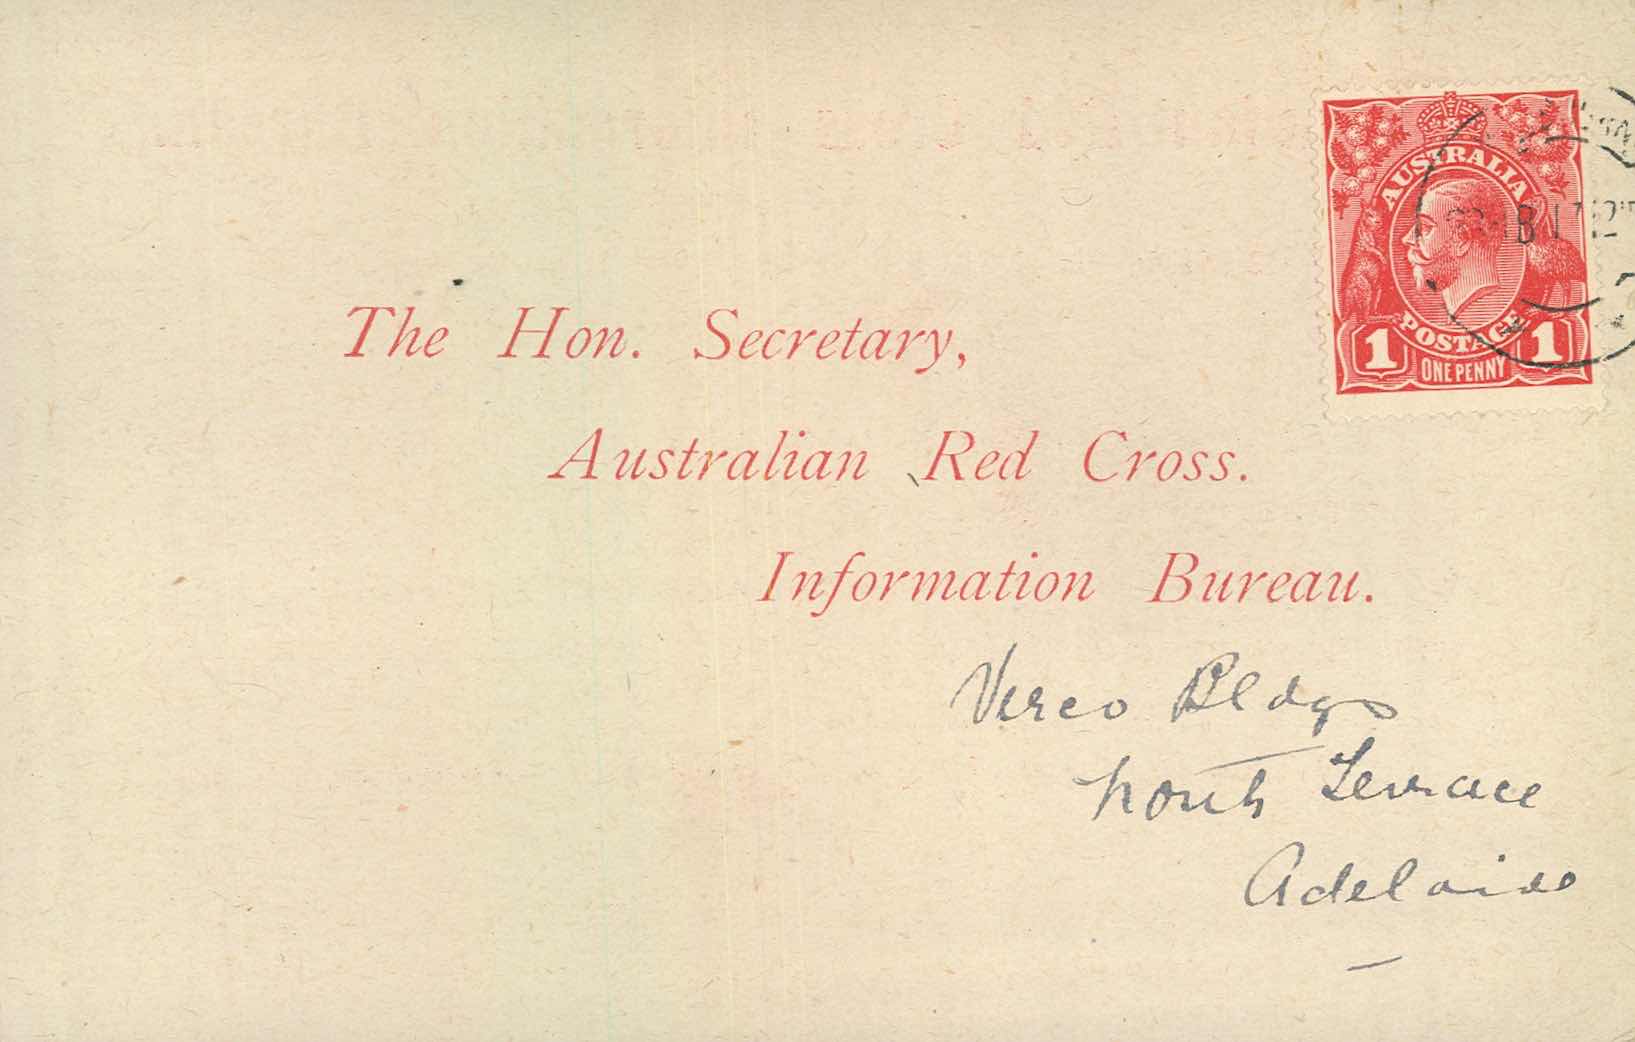 AUSTRALIA
POSTAGE
1 ONE PENNY 1
The Hon. Secretary,
Australian Red Cross.
Information Bureau.
Verco Bldgs
North Terrace
Adelaide